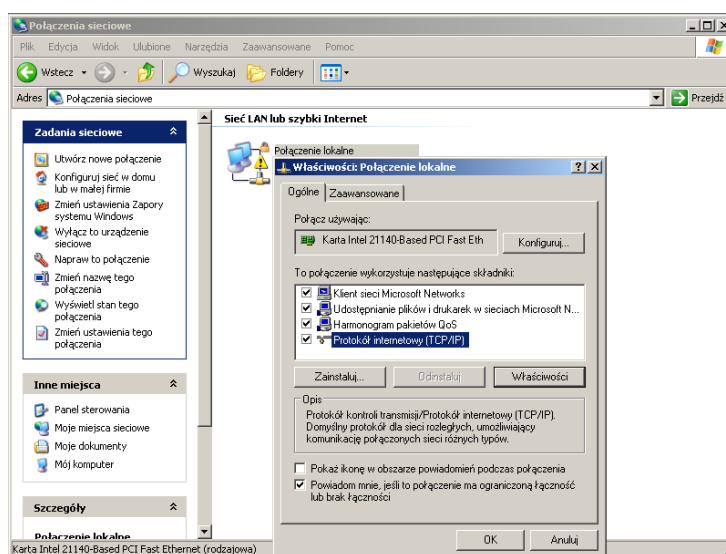 Połączenia sieciowe
Plik Edycja Widok Ulubione Narzędzia Zaawansowane Pomoc
Wstecz Wyszukaj Foldery
Adres Połączenia sieciowe Przejdź
Zadania sieciowe
Utwórz nowe połączenie
Konfiguruj sieć w domu
lub w małej firmie
Zmień ustawienia Zapory
systemu Windows
Wyłącz to urządzenie
sieciowe
Napraw to połączenie
Zmień nazwę tego
połączenia
Wyświetl stan tego
połączenia
Zmień ustawienia tego
połączenia
Inne miejsca
Panel sterowania
Moje miejsca sieciowe
Moje dokumenty
Mój komputer
Szczegóły
Połączenie lokalne
Karta Intel 21140-Based PCI Fast Ethernet (rodzajowa)
Sieć LAN lub szybki Internet
Połączenie lokalne
Właściwości: Połączenie lokalne
Ogólne Zaawansowane
Połącz używając:
Karta Intel 21140-Based PCI Fast Eth Konfiguruj...
To połączenie wykorzystuje następujące składniki:
Klient sieci Microsoft Networks
Udostępnianie plików i drukarek w sieciach Microsoft N...
Harmonogram pakietów QoS
Protokół internetowy (TCP/IP)
Zainstaluj... Odinstaluj Właściwości
Opis
Protokół kontroli transmisji/Protokół internetowy (TCP/IP).
Domyślny protokół dla sieci rozległych, umożliwiający
komunikację połączonych sieci różnych typów.
Pokaż ikonę w obszarze powiadomień podczas połączenia
Powiadom mnie, jeśli to połączenie ma ograniczoną łączność
lub brak łączności
OK Anuluj